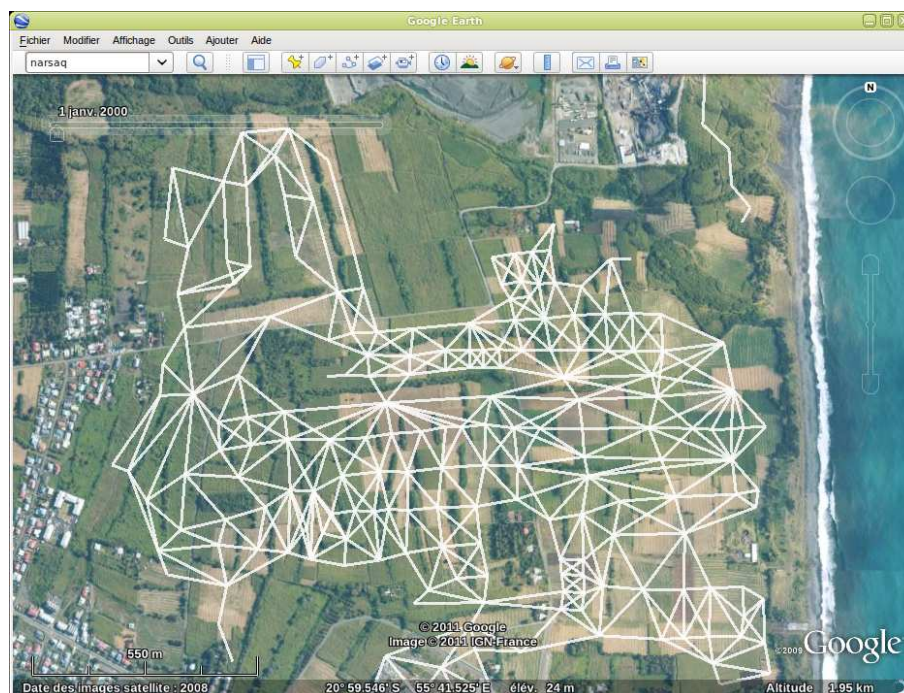 Google Earth
Fichier Modifier Affichage Outils Ajouter Aide
narsaq
1 janv. 2000
N
© 2011 Google
Image © 2011 IGN-France
©2009 Google
550 m
Date des images satellite : 2008 20° 59.546' S 55° 41.525' E élév. 24 m Altitude 1.95 km